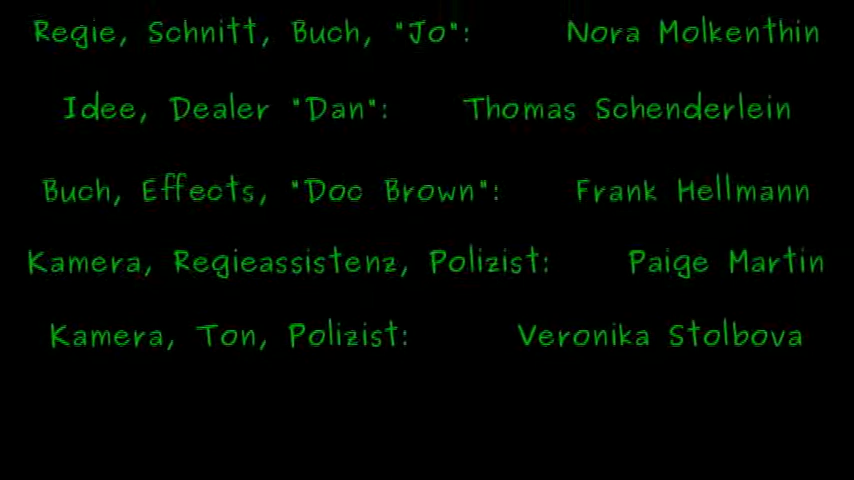 Regie, Schnitt, Buch, "Jo": Nora Molkenthin
Idee, Dealer "Dan": Thomas Schenderlein
Buch, Effects, "Doc Brown": Frank Hellmann
Kamera, Regieassistenz, Polizist: Paige Martin
Kamera, Ton, Polizist: Veronika Stolbova